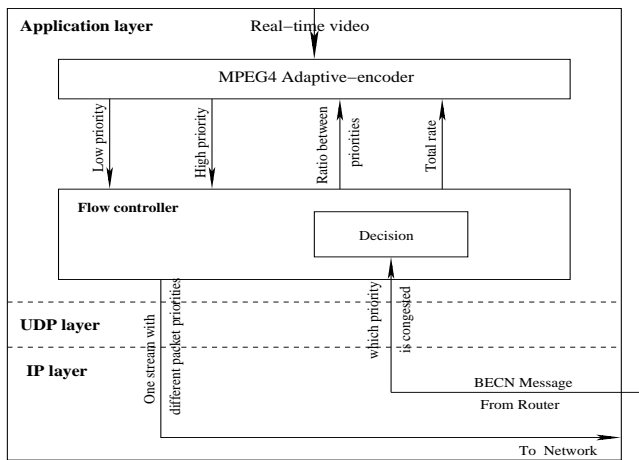 Application layer
Real-time video
MPEG4 Adaptive-encoder
Low priority
High priority
Ratio between
priorities
Total rate
Flow controller
Decision
One stream with
different packet priorities
which priority
is congested
UDP layer
IP layer
BECN Message
From Router
To Network